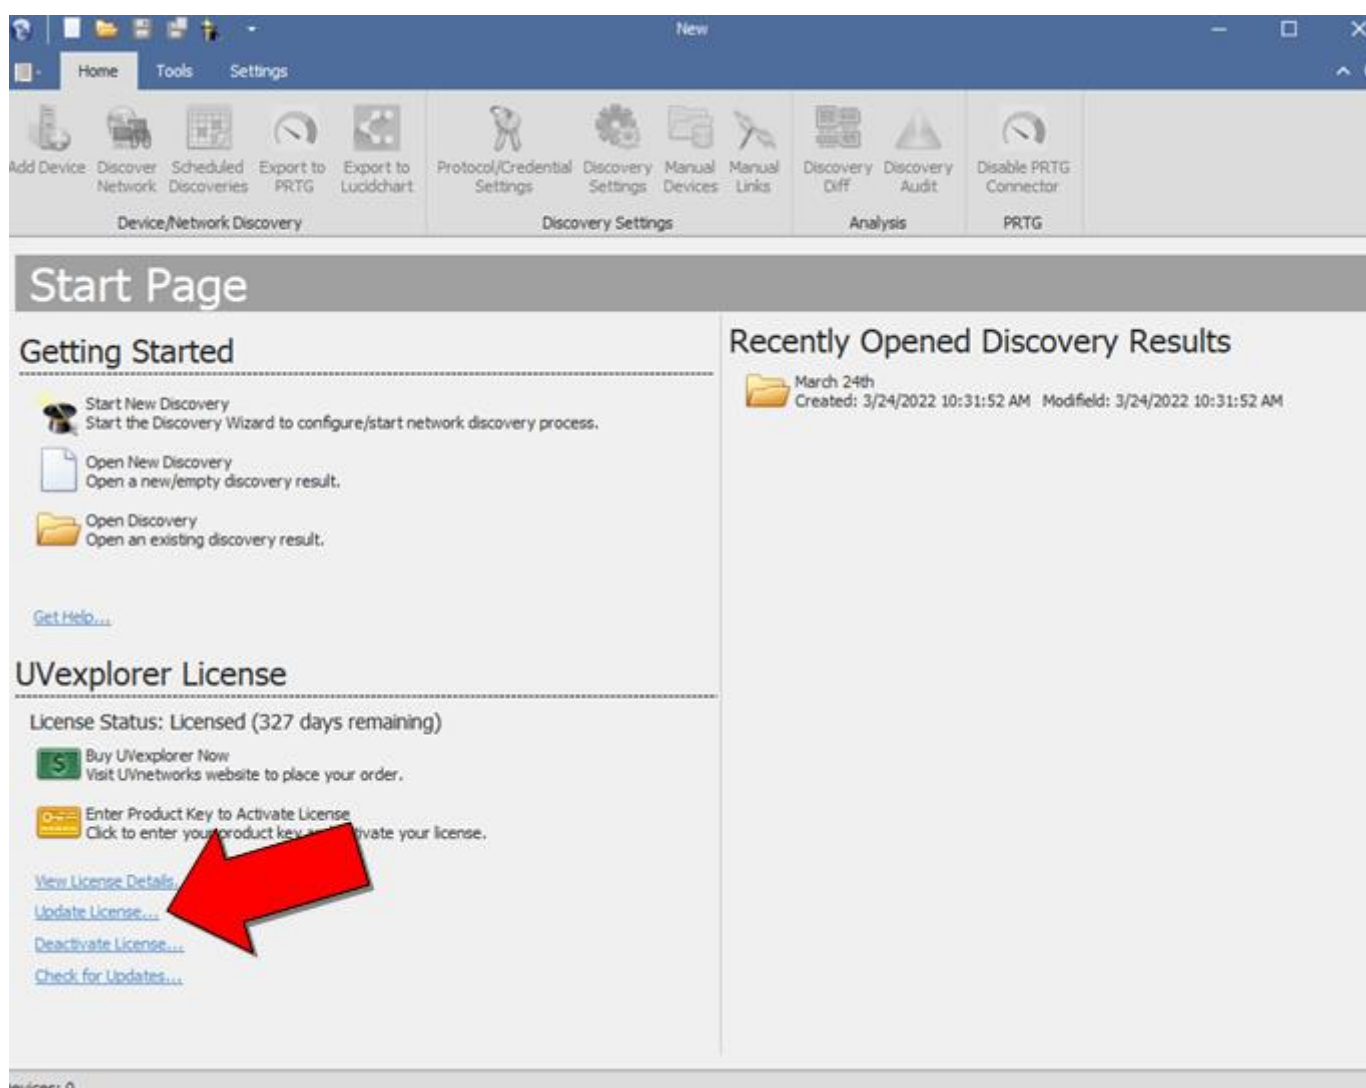 New
Home Tools Settings
Add Device Discover Network Scheduled Discoveries Export to PRTG Export to Lucidchart Protocol/Credential Settings Discovery Settings Manual Devices Manual Links Discovery Diff Discovery Audit Disable PRTG Connector
Device/Network Discovery Discovery Settings Analysis PRTG
Start Page
Getting Started
Start New Discovery
Start the Discovery Wizard to configure/start network discovery process.
Open New Discovery
Open a new/empty discovery result.
Open Discovery
Open an existing discovery result.
Get Help...
UVexplorer License
License Status: Licensed (327 days remaining)
Buy UVexplorer Now
Visit UVnetworks website to place your order.
Enter Product Key to Activate License
Click to enter your product key your license.
View License Details
Update License...
Deactivate License...
Check for Updates...
Recently Opened Discovery Results
March 24th
Created: 3/24/2022 10:31:52 AM Modifield: 3/24/2022 10:31:52 AM